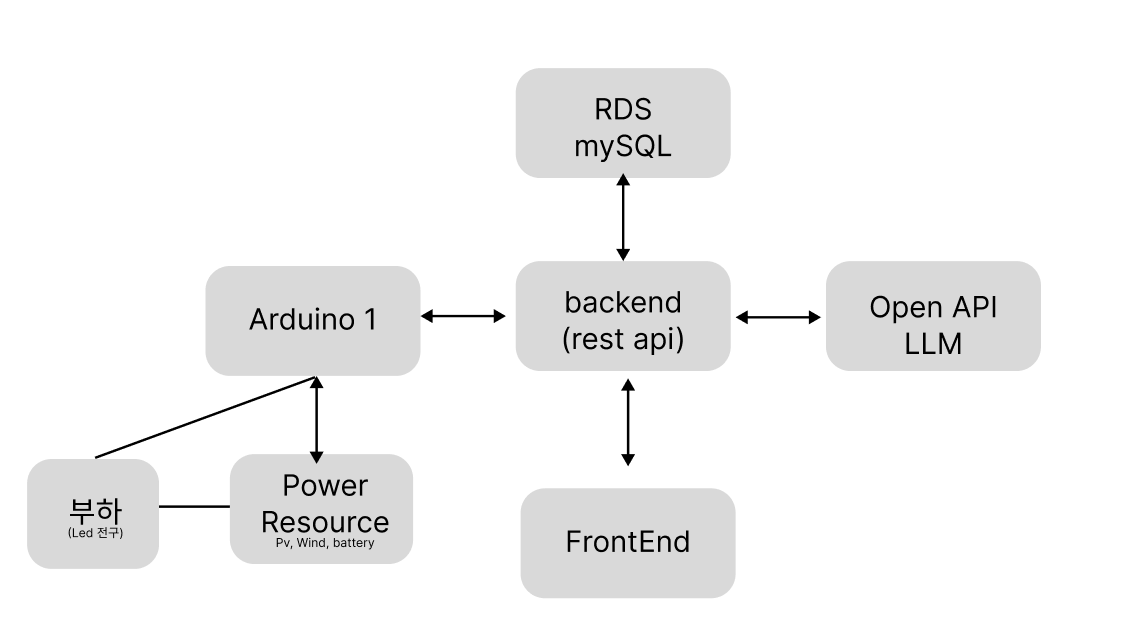 RDS
mySQL
Arduino 1
backend
(rest api)
Open API
LLM
부하
(Led 전구)
Power
Resource
Pv, Wind, battery
FrontEnd